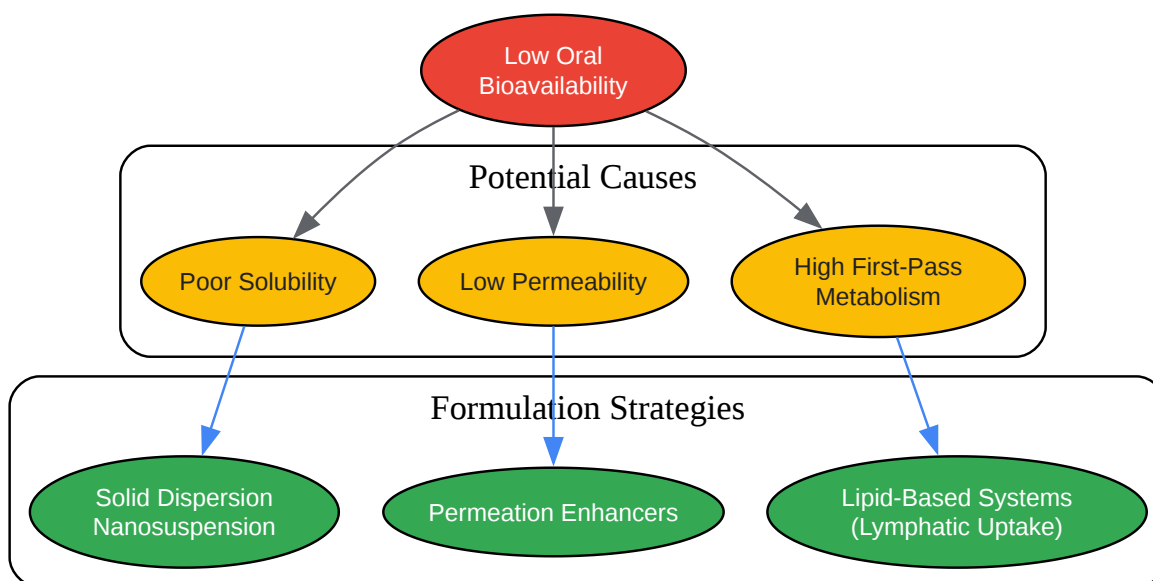 Low Oral
Bioavailability
Potential Causes
Poor Solubility
Low Permeability
High First-Pass
Metabolism
Formulation Strategies
Solid Dispersion
Nanosuspension
Permeation Enhancers
Lipid-Based Systems
(Lymphatic Uptake)